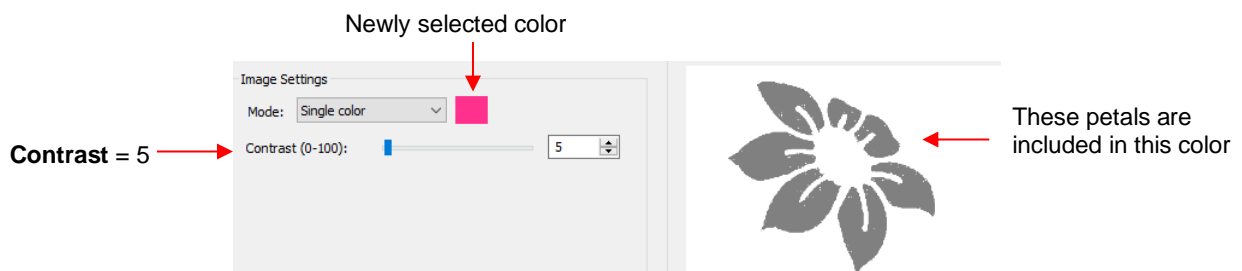 Newly selected color
Image Settings
Mode: Single color
Contrast = 5
Contrast (0-100): 5
These petals are
included in this color